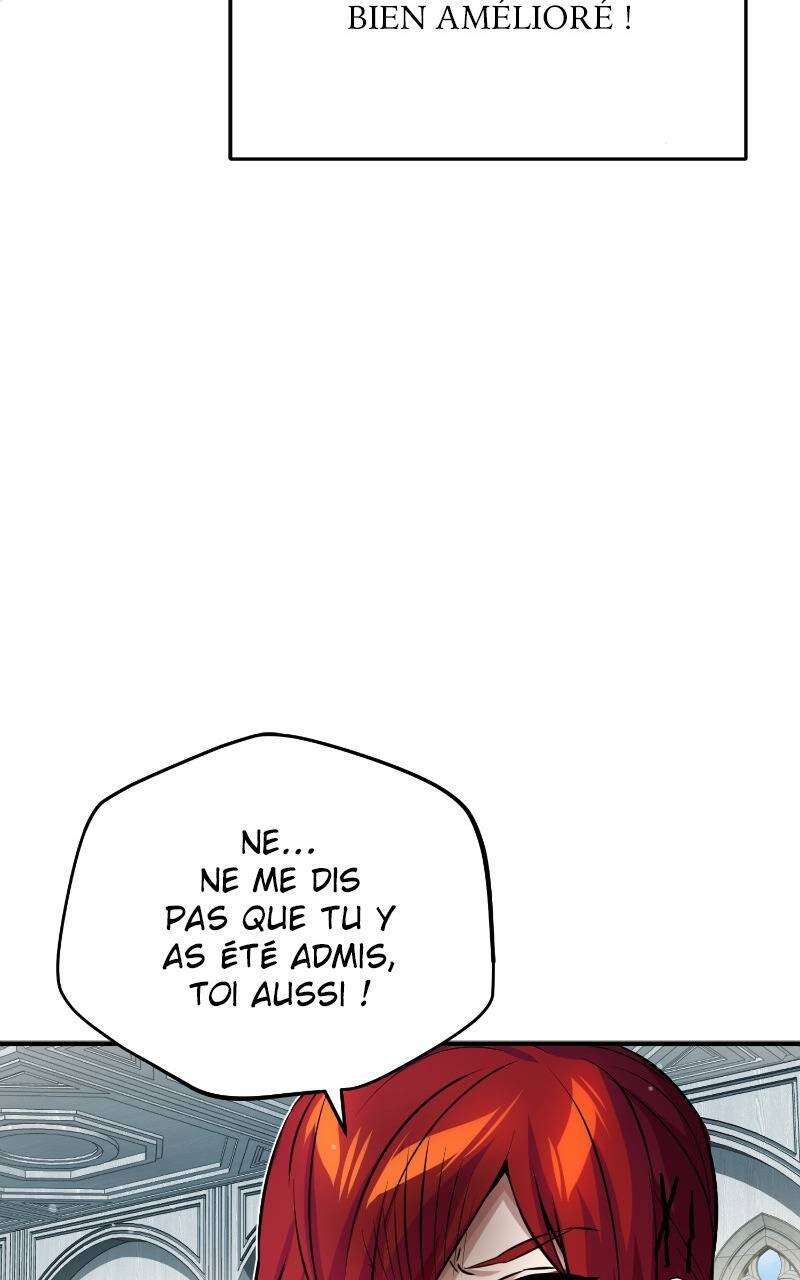 BIEN AMÉLIORÉ !
NE...
NE ME DIS
PAS QUE TU Y
AS ÉTÉ ADMIS,
TOI AUSSI !